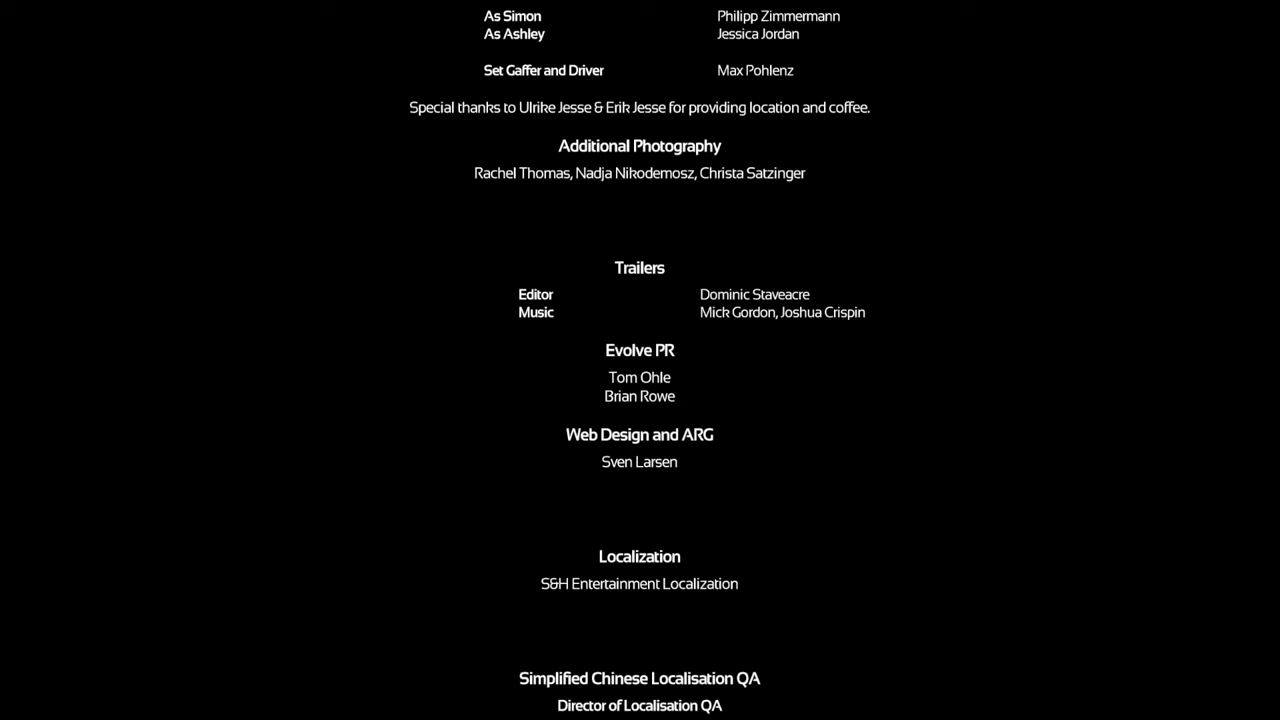 As Simon Philipp Zimmermann
As Ashley Jessica Jordan
Set Gaffer and Driver Max Pohlenz
Special thanks to Ulrike Jesse & Erik Jesse for providing location and coffee.
Additional Photography
Rachel Thomas, Nadja Nikodemosz, Christa Satzinger
Trailers
Editor Dominic Staveacre
Music Mick Gordon, Joshua Crispin
Evolve PR
Tom Ohle
Brian Rowe
Web Design and ARG
Sven Larsen
Localization
S&H Entertainment Localization
Simplified Chinese Localisation QA
Director of Localisation QA